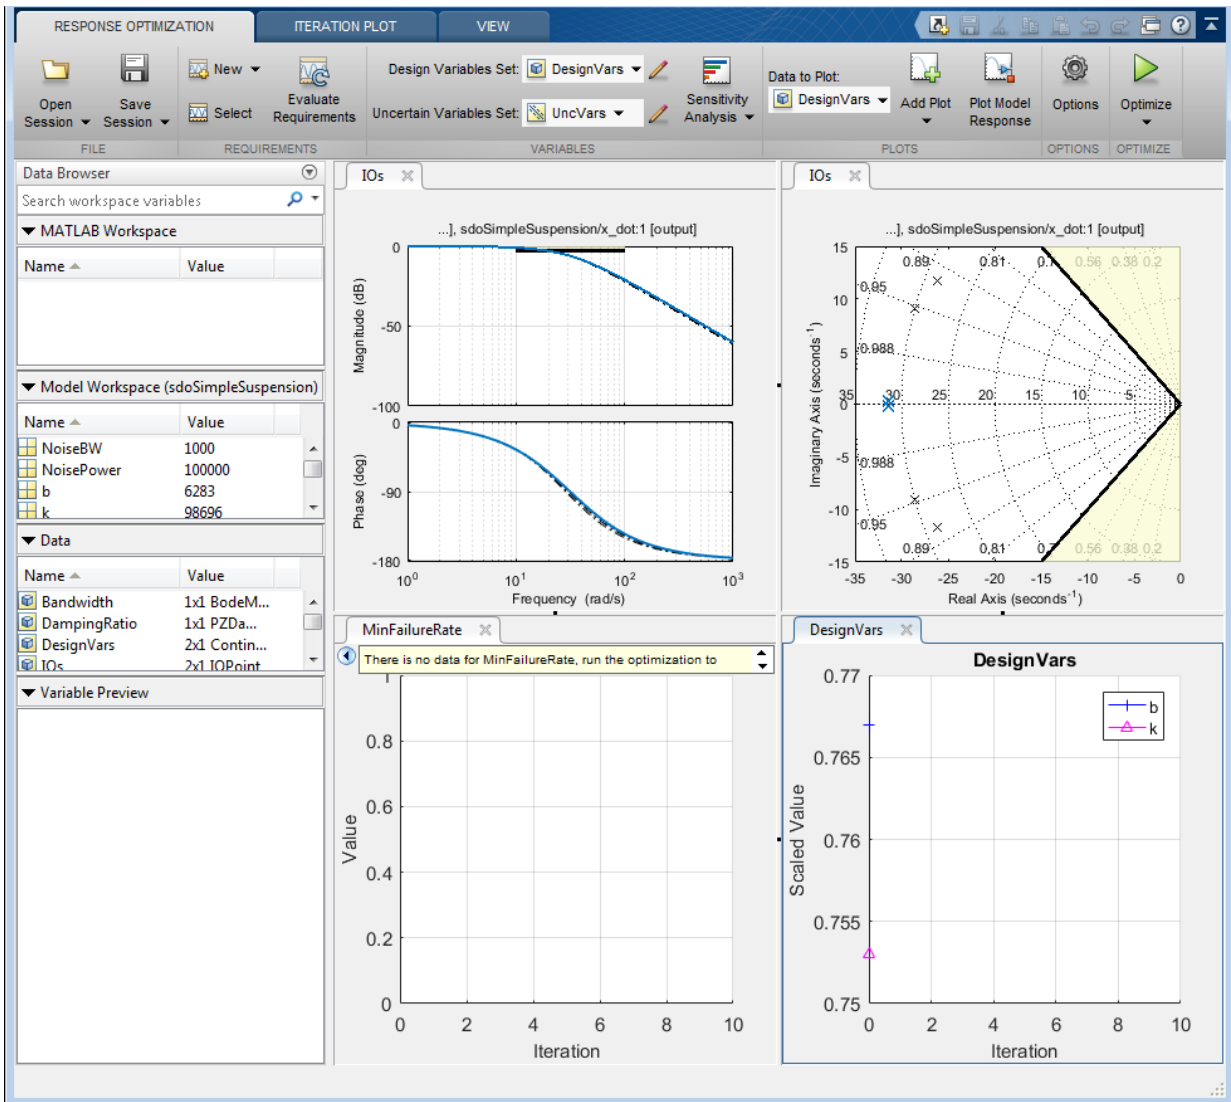 RESPONSE OPTIMIZATION ITERATION PLOT VIEW
Open Session Save Session
New
Select
Evaluate Requirements
Design Variables Set: DesignVars
Uncertain Variables Set: UncVars
Sensitivity Analysis
Data to Plot:
DesignVars
Add Plot Plot Model Response
Options
Optimize
FILE REQUIREMENTS VARIABLES PLOTS OPTIONS OPTIMIZE
Data Browser
Search workspace variables
MATLAB Workspace
Name Value
Model Workspace (sdoSimpleSuspension)
Name Value
NoiseBW 1000
NoisePower 100000
b 6283
k 98696
Data
Name Value
Bandwidth 1x1 BodeM...
DampingRatio 1x1 PZDa...
DesignVars 2x1 Contin...
IOs 2x1 IOPoint
Variable Preview
IOs
...], sdoSimpleSuspension/x_dot:1 [output]
Magnitude (dB)
0
-50
-100
Phase (deg)
0
-90
-180
10^0 10^1 10^2 10^3
Frequency (rad/s)
IOs
...], sdoSimpleSuspension/x_dot:1 [output]
Imaginary Axis (seconds^-1)
15
10
5
0
-5
-10
-15
0.89 0.81 0.7 0.56 0.38 0.2
0.95
0.988
35 30 25 20 15 10 5
0.988
0.95
0.89 0.81 0.7 0.56 0.38 0.2
-35 -30 -25 -20 -15 -10 -5 0
Real Axis (seconds^-1)
MinFailureRate
There is no data for MinFailureRate, run the optimization to
Value
1
0.8
0.6
0.4
0.2
0
0 2 4 6 8 10
Iteration
DesignVars
DesignVars
b
k
Scaled Value
0.77
0.765
0.76
0.755
0.75
0 2 4 6 8 10
Iteration